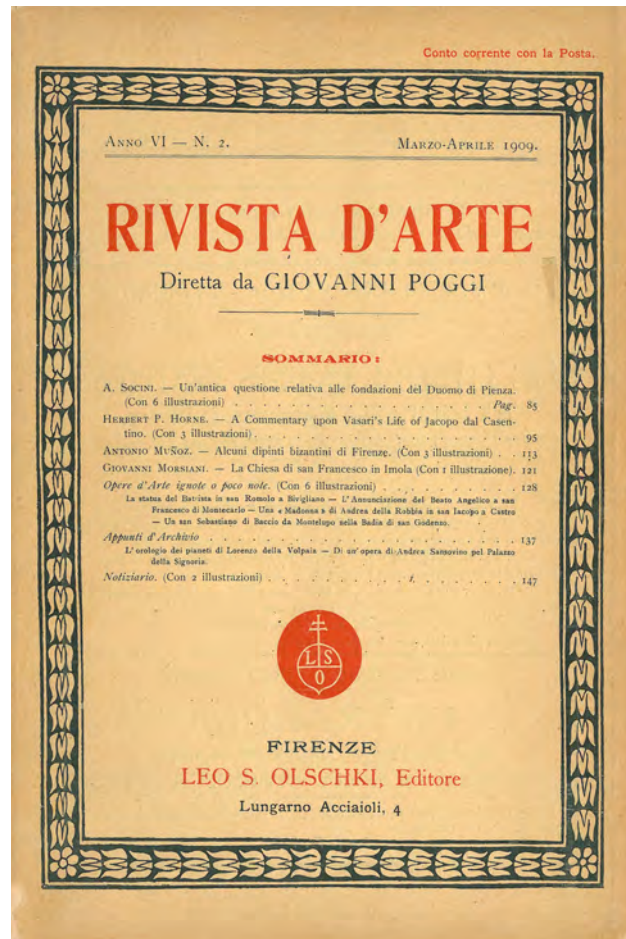 Conto corrente con la Posta.
ANNO VI — N. 2. MARZO-APRILE 1909.
RIVISTA D'ARTE
Diretta da GIOVANNI POGGI
SOMMARIO:
A. SOCINI. — Un'antica questione relativa alle fondazioni del Duomo di Pienza.
(Con 6 illustrazioni) . . . . . . . . . . . . . . . . . . Pag. 85
HERBERT P. HORNE. — A Commentary upon Vasari's Life of Jacopo dal Casen-
tino. (Con 3 illustrazioni) . . . . . . . . . . . . . . . . . . 95
ANTONIO MUÑOZ. — Alcuni dipinti bizantini di Firenze. (Con 3 illustrazioni) . . 113
GIOVANNI MORSIANI. — La Chiesa di san Francesco in Imola (Con 1 illustrazione). 121
Opere d'Arte ignote o poco note. (Con 6 illustrazioni) . . . . . . . . . 128
La statua del Battista in san Romolo a Bivigliano — L'Annunciazione del Beato Angelico a san
Francesco di Montecarlo — Una « Madonna » di Andrea della Robbia in san Iacopo a Castro
— Un san Sebastiano di Baccio da Montelupo nella Badia di san Godenzo.
Appunti d'Archivio . . . . . . . . . . . . . . . . . . 137
L'orologio dei pianeti di Lorenzo della Volpaia — Di un'opera di Andrea Sansovino pel Palazzo
della Signoria.
Notiziario. (Con 2 illustrazioni) . . . . . . . . . . . . . . . . 147
L S
O
FIRENZE
LEO S. OLSCHKI, Editore
Lungarno Acciaioli, 4